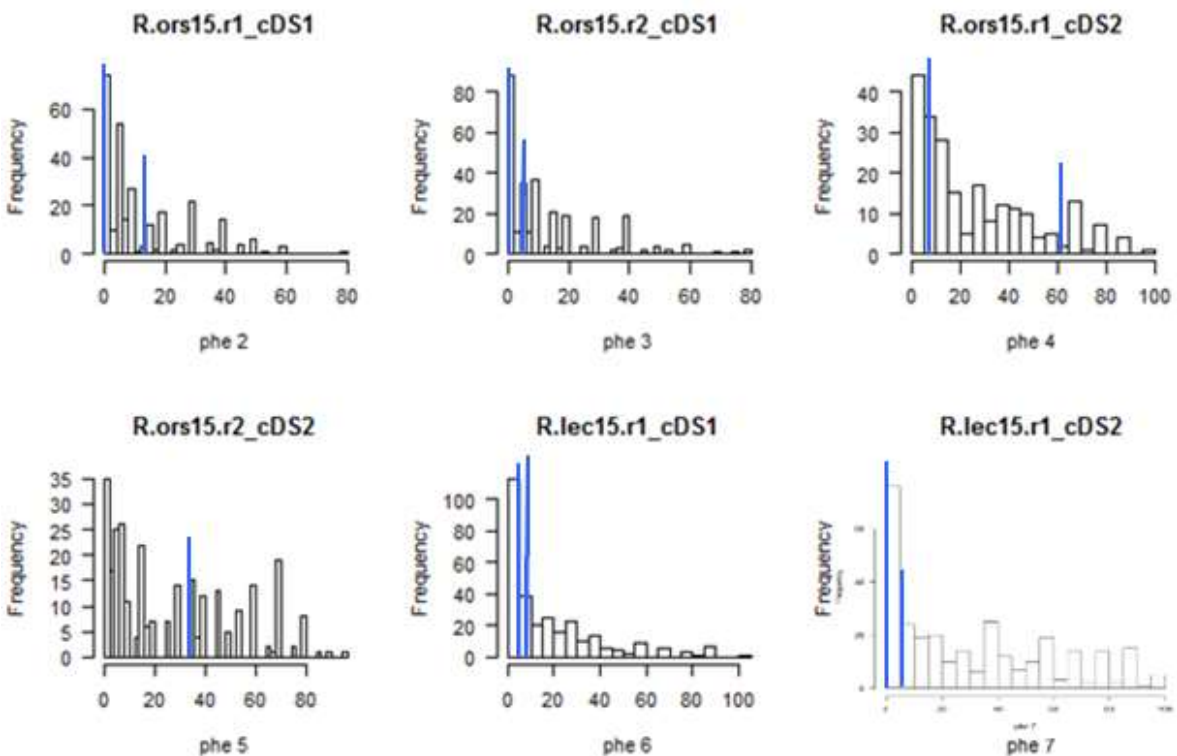 R.ors15.r1_cDS1
Frequency
60
40
20
0
0 20 40 60 80
phe 2
R.ors15.r2_cDS1
Frequency
80
60
40
20
0
0 20 40 60 80
phe 3
R.ors15.r1_cDS2
Frequency
40
30
20
10
0
0 20 40 60 80 100
phe 4
R.ors15.r2_cDS2
Frequency
35
30
25
20
15
10
5
0
0 20 40 60 80
phe 5
R.lec15.r1_cDS1
Frequency
100
80
60
40
20
0
0 20 40 60 80 100
phe 6
R.lec15.r1_cDS2
Frequency
phe 7
phe 7